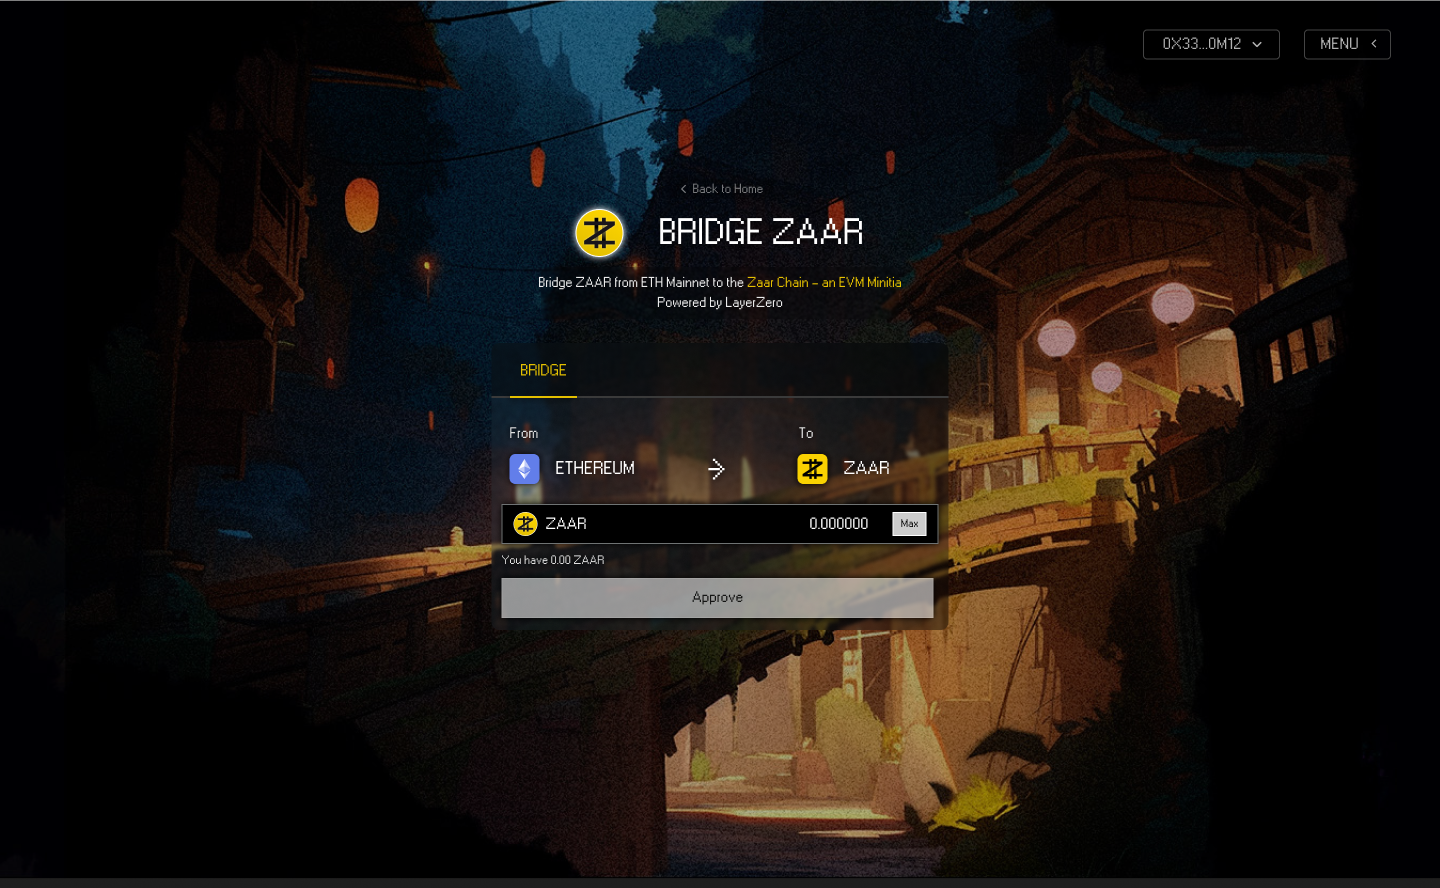 0X33...0M12
MENU
Back to Home
BRIDGE ZAAR
Bridge ZAAR from ETH Mainnet to the Zaar Chain – an EVM Minitia
Powered by LayerZero
BRIDGE
From
To
ETHEREUM
ZAAR
ZAAR
0.000000
Max
You have 0.00 ZAAR
Approve